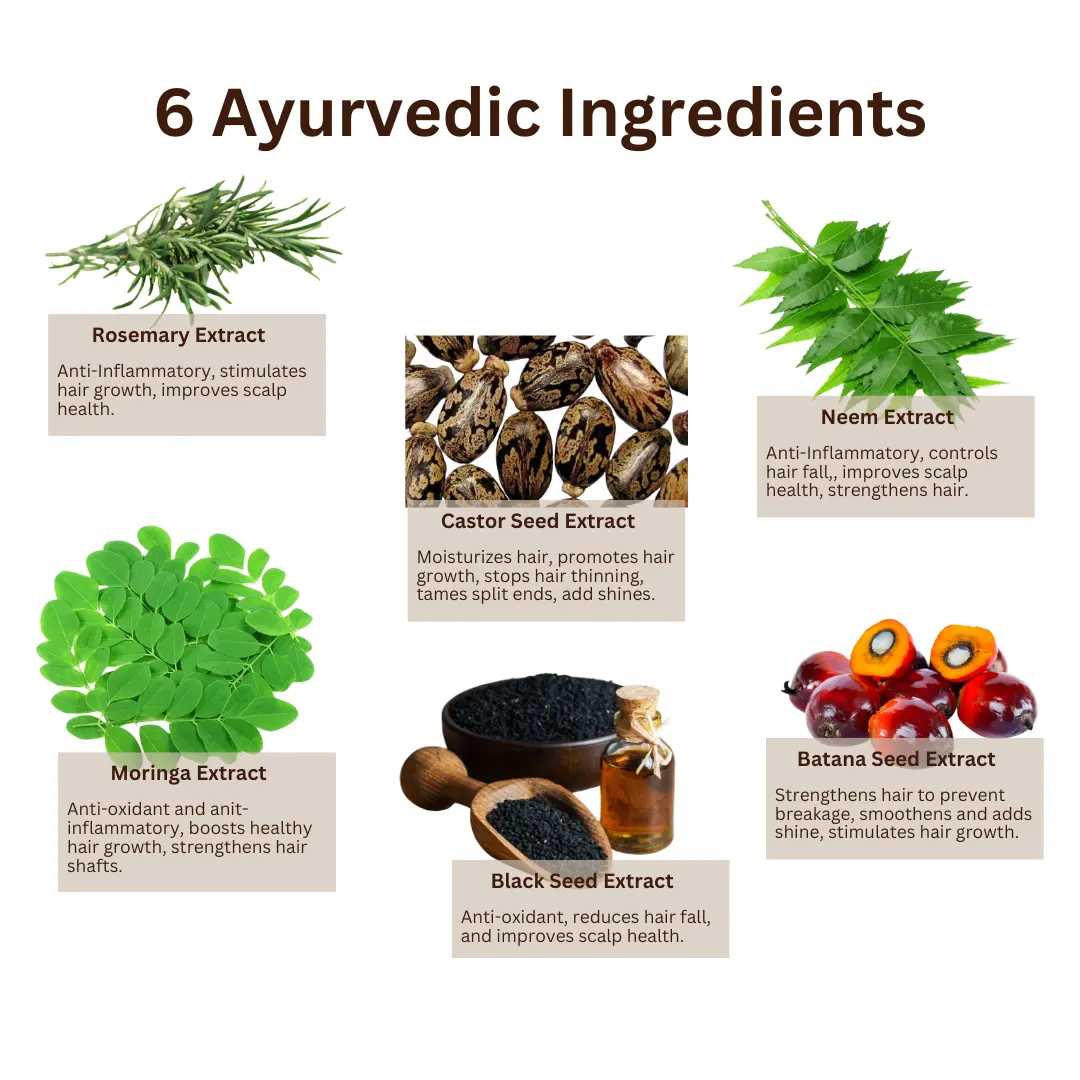 6 Ayurvedic Ingredients
Rosemary Extract
Anti-Inflammatory, stimulates
hair growth, improves scalp
health.
Neem Extract
Anti-Inflammatory, controls
hair fall,, improves scalp
health, strengthens hair.
Castor Seed Extract
Moisturizes hair, promotes hair
growth, stops hair thinning,
tames split ends, add shines.
Moringa Extract
Anti-oxidant and anit-
inflammatory, boosts healthy
hair growth, strengthens hair
shafts.
Batana Seed Extract
Strengthens hair to prevent
breakage, smoothens and adds
shine, stimulates hair growth.
Black Seed Extract
Anti-oxidant, reduces hair fall,
and improves scalp health.